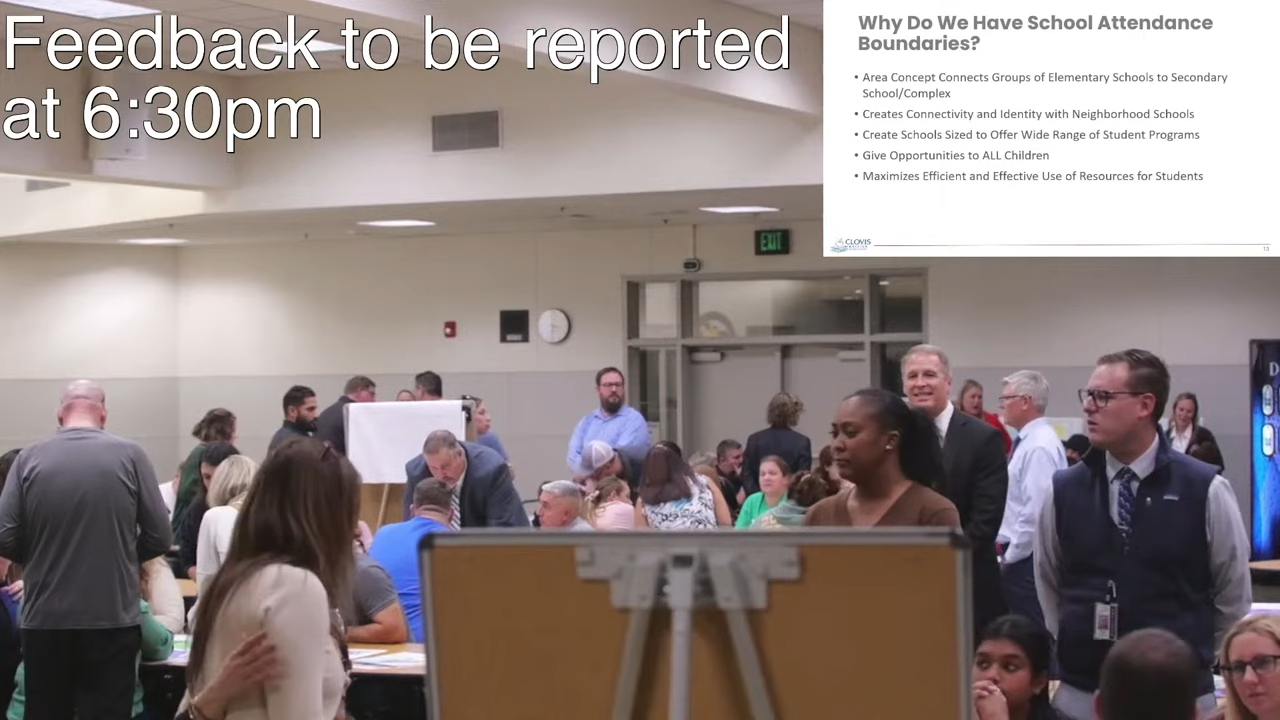 Feedback to be reported
at 6:30pm
Why Do We Have School Attendance
Boundaries?
• Area Concept Connects Groups of Elementary Schools to Secondary
School/Complex
• Creates Connectivity and Identity with Neighborhood Schools
• Create Schools Sized to Offer Wide Range of Student Programs
• Give Opportunities to ALL Children
• Maximizes Efficient and Effective Use of Resources for Students
CLOVIS
13
EXIT